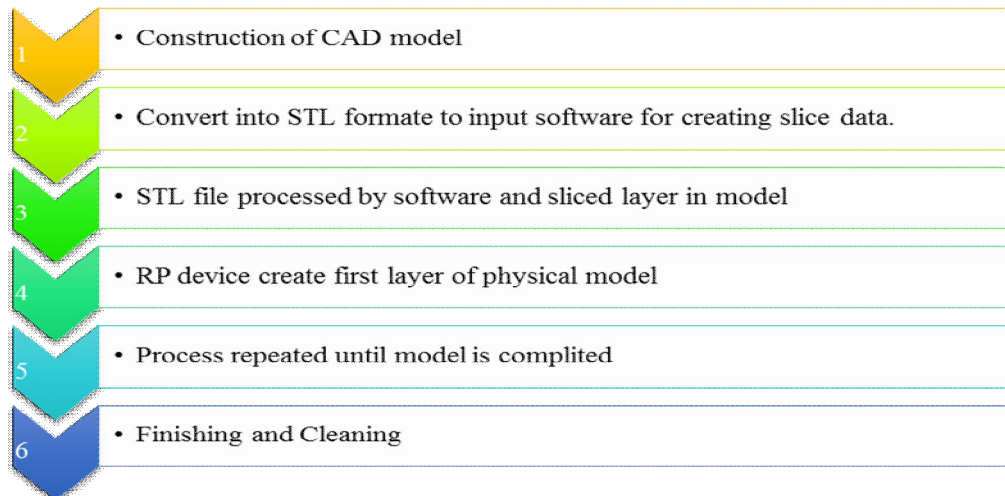 1 • Construction of CAD model
2 • Convert into STL formate to input software for creating slice data.
3 • STL file processed by software and sliced layer in model
4 • RP device create first layer of physical model
5 • Process repeated until model is complited
6 • Finishing and Cleaning